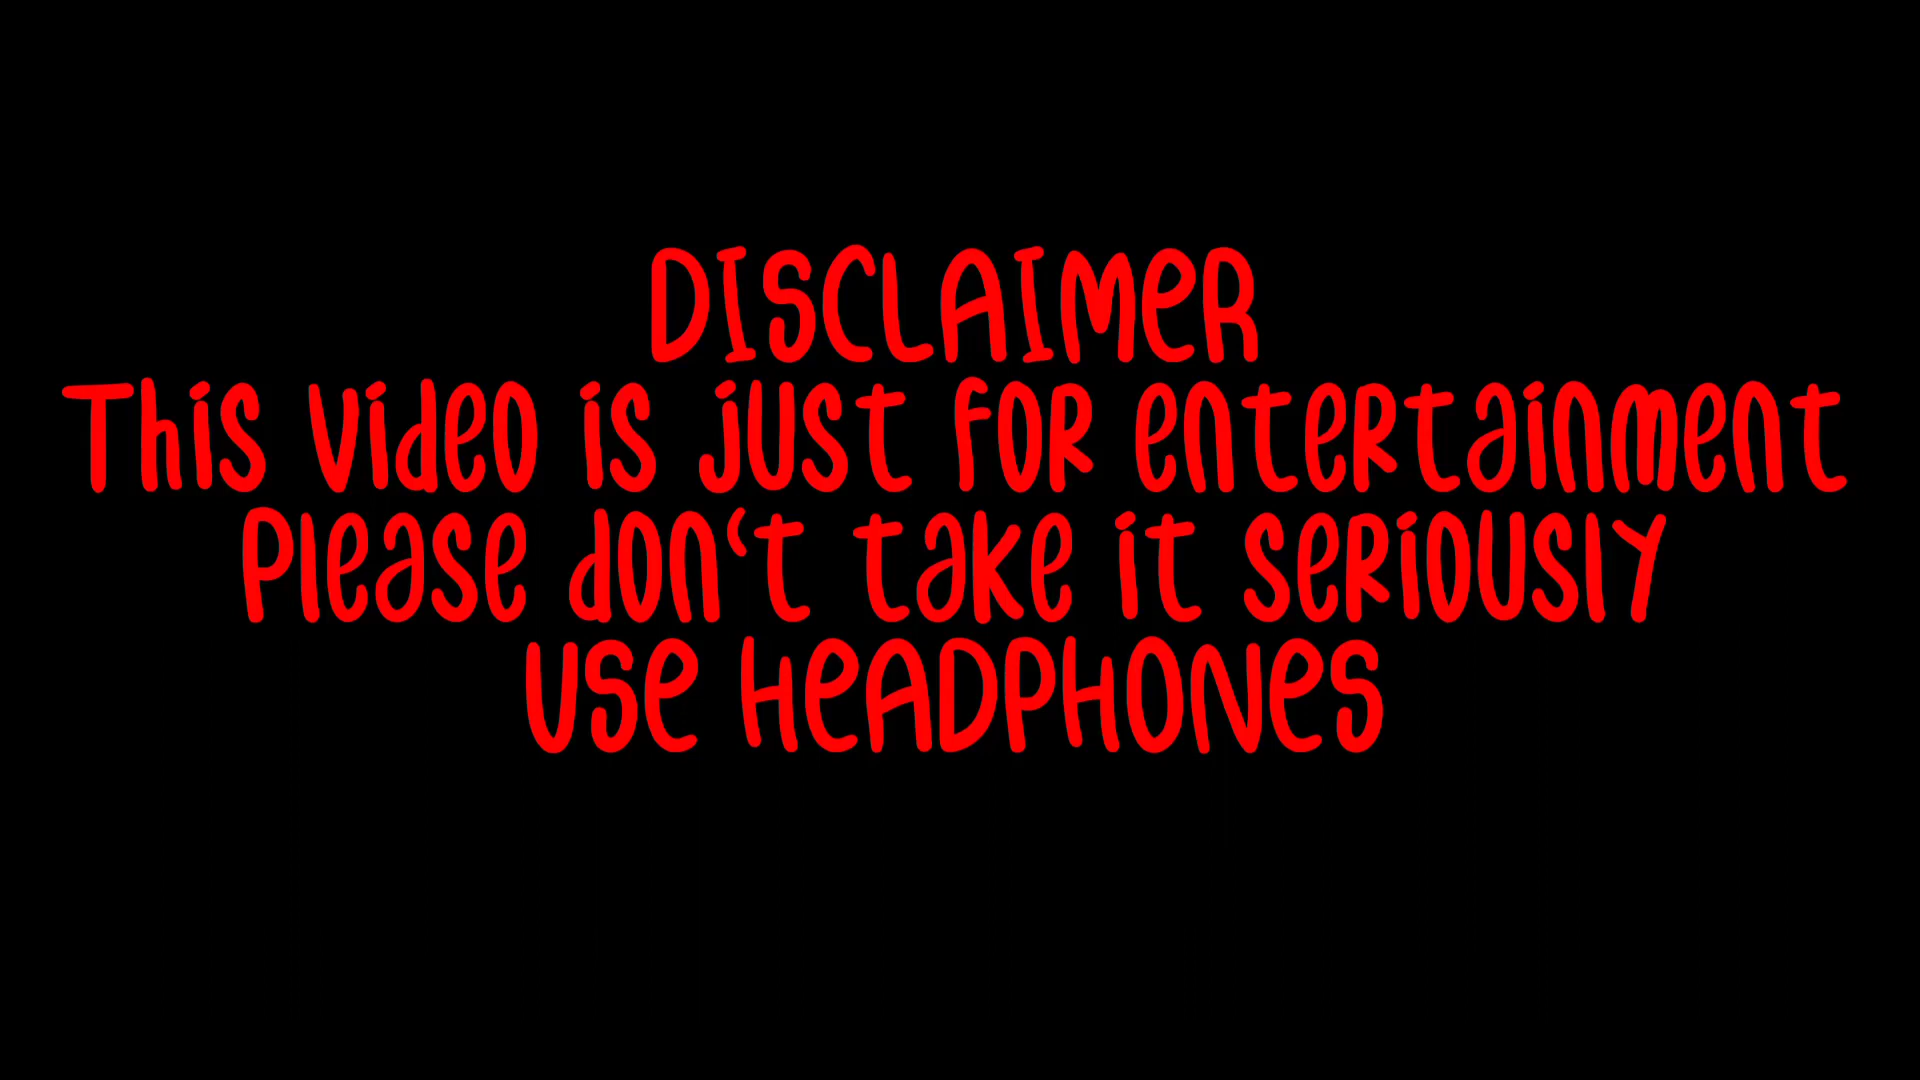 DISCLAIMER
This video is just for entertainment
Please don‘t take it seriously
USE HEADPHONES